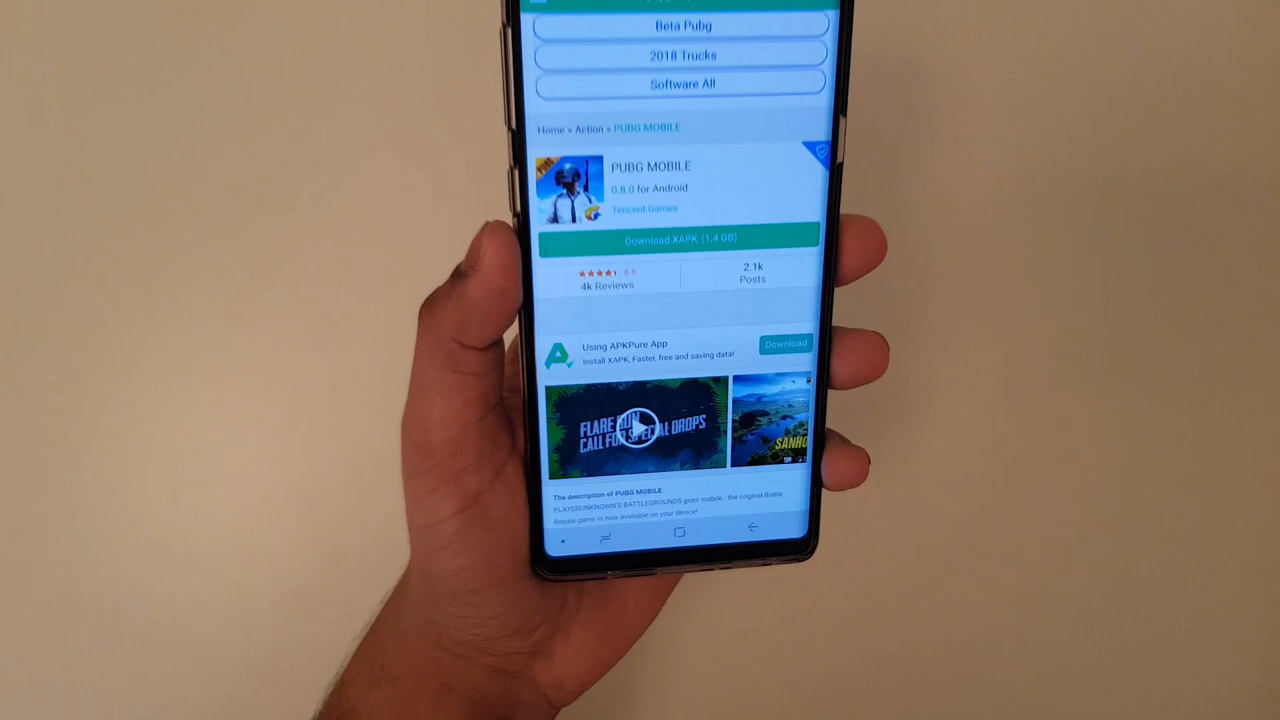 Beta Pubg
2018 Trucks
Software All
Home » Action » PUBG MOBILE
PUBG
PUBG MOBILE
0.8.0 for Android
Tencent Games
Download XAPK (1.4 GB)
8.8
4k Reviews
2.1k
Posts
Using APKPure App
Install XAPK, Faster, free and saving data!
Download
FLARE RUN
CALL FOR SPECIAL DROPS
SANHO
The description of PUBG MOBILE
PLAYERUNKNOWN'S BATTLEGROUNDS goes mobile - the original Battle
Royale game is now available on your device!